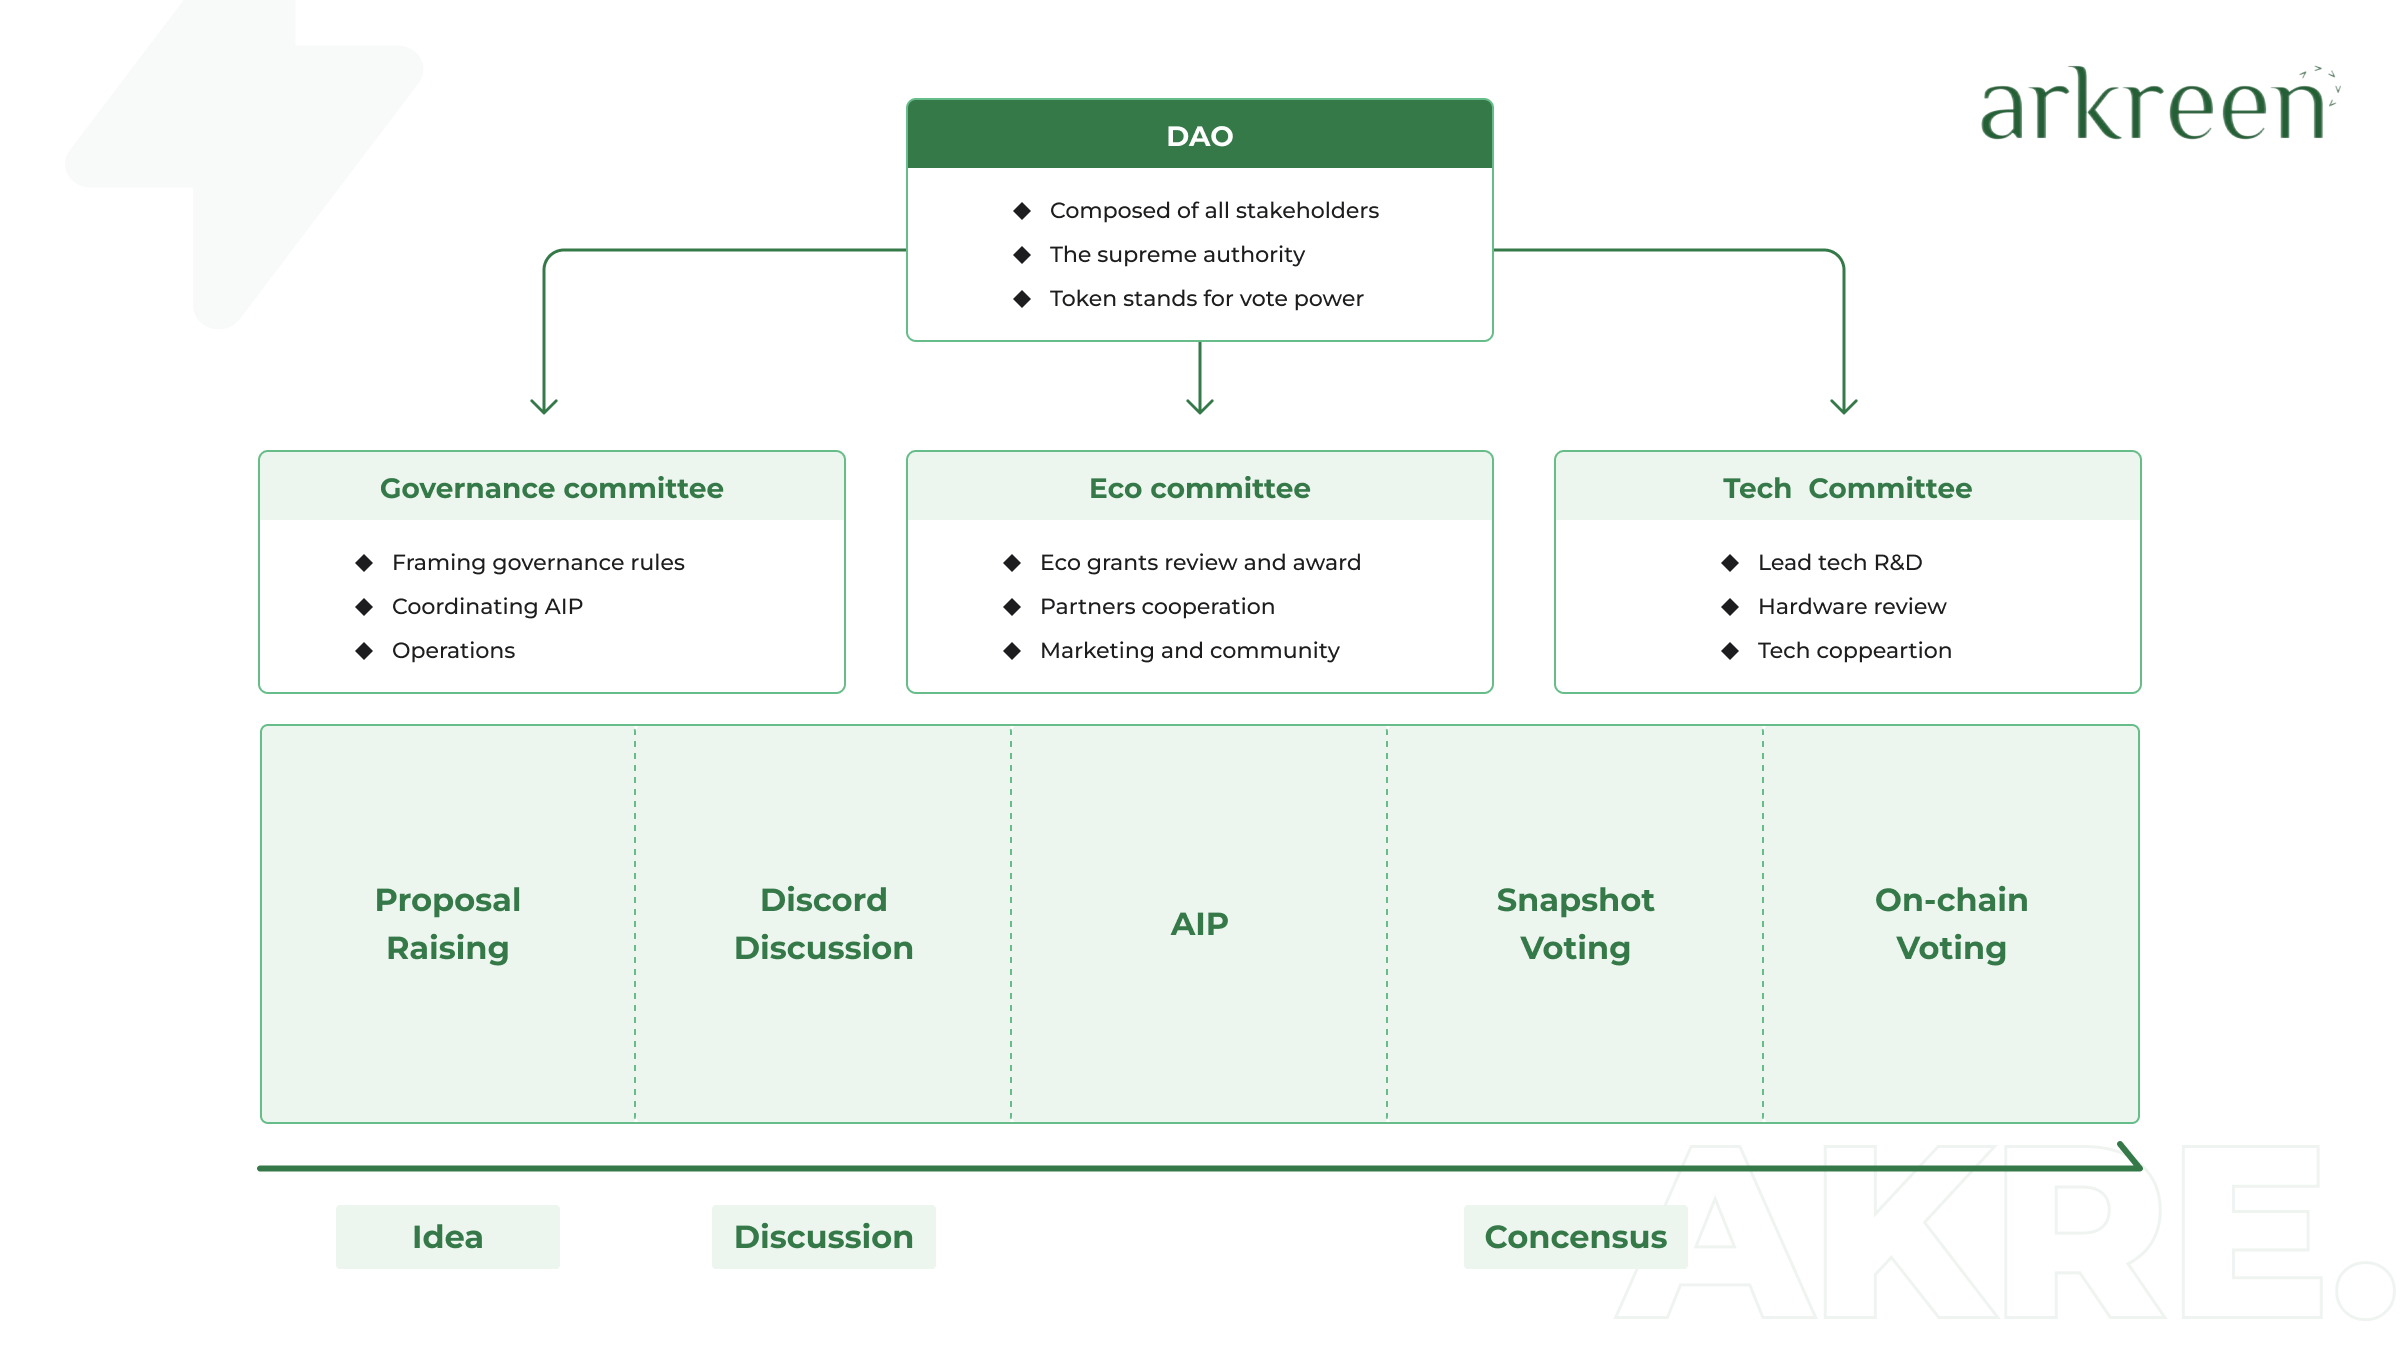 arkreen
DAO
Composed of all stakeholders
The supreme authority
Token stands for vote power
Governance committee
Framing governance rules
Coordinating AIP
Operations
Eco committee
Eco grants review and award
Partners cooperation
Marketing and community
Tech Committee
Lead tech R&D
Hardware review
Tech coppeartion
Proposal
Raising
Discord
Discussion
AIP
Snapshot
Voting
On-chain
Voting
Idea
Discussion
Concensus
AKRE.